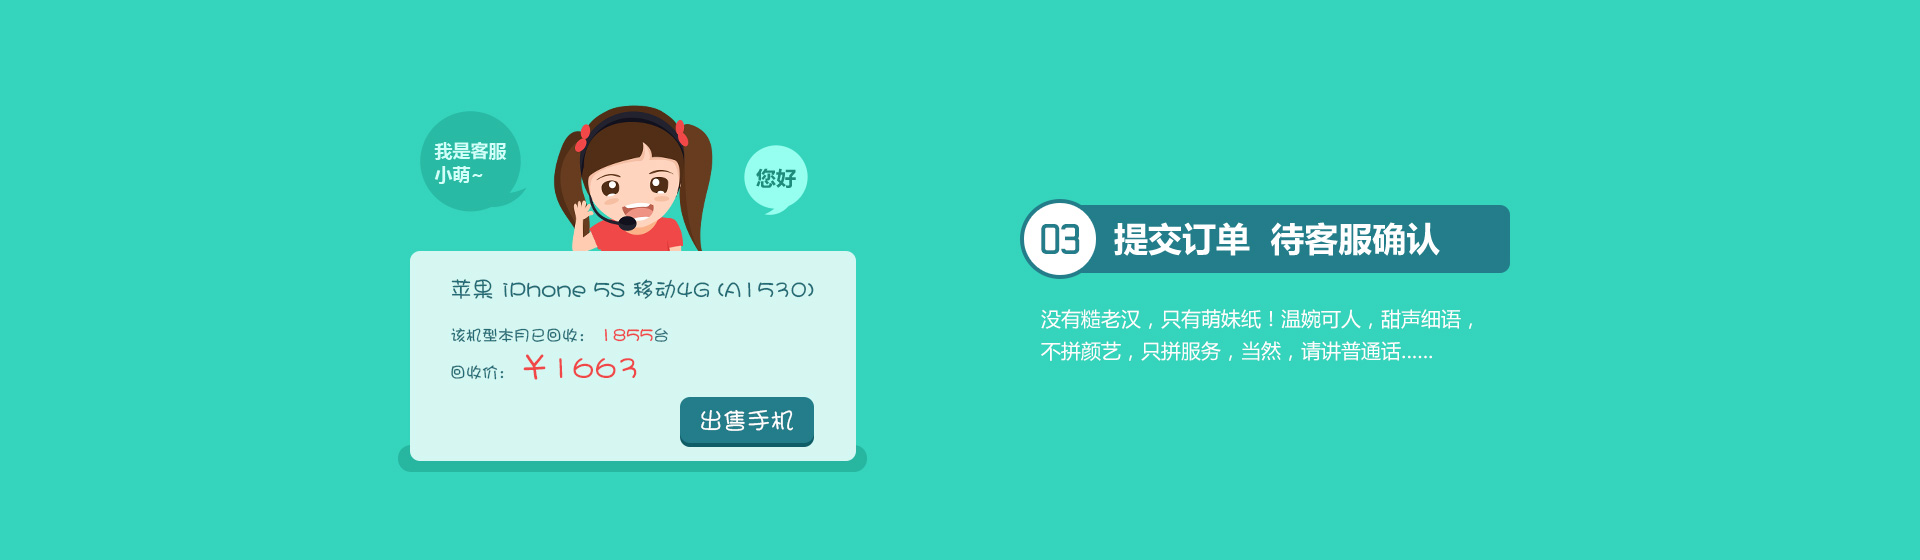 我是客服
小萌~
您好
苹果 iPhone 5S 移动4G (A1530)
该机型本月已回收： 1855台
回收价： ￥1663
出售手机
03 提交订单 待客服确认
没有糙老汉，只有萌妹纸！温婉可人，甜声细语，
不拼颜艺，只拼服务，当然，请讲普通话……